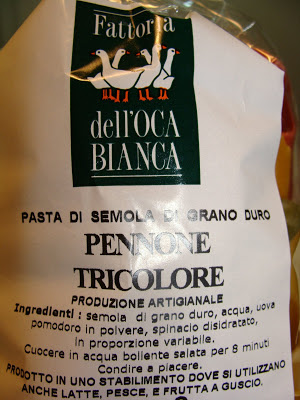 Fattoria
dell'OCA
BIANCA
PASTA DI SEMOLA DI GRANO DURO
PENNONE
TRICOLORE
PRODUZIONE ARTIGIANALE
Ingredienti : semola di grano duro, acqua, uova
pomodoro in polvere, spinacio disidratato,
in proporzione variabile.
Cuocere in acqua bollente salata per 8 minuti
Condire a piacere.
PRODOTTO IN UNO STABILIMENTO DOVE SI UTILIZZANO
ANCHE LATTE, PESCE, E FRUTTA A GUSCIO.